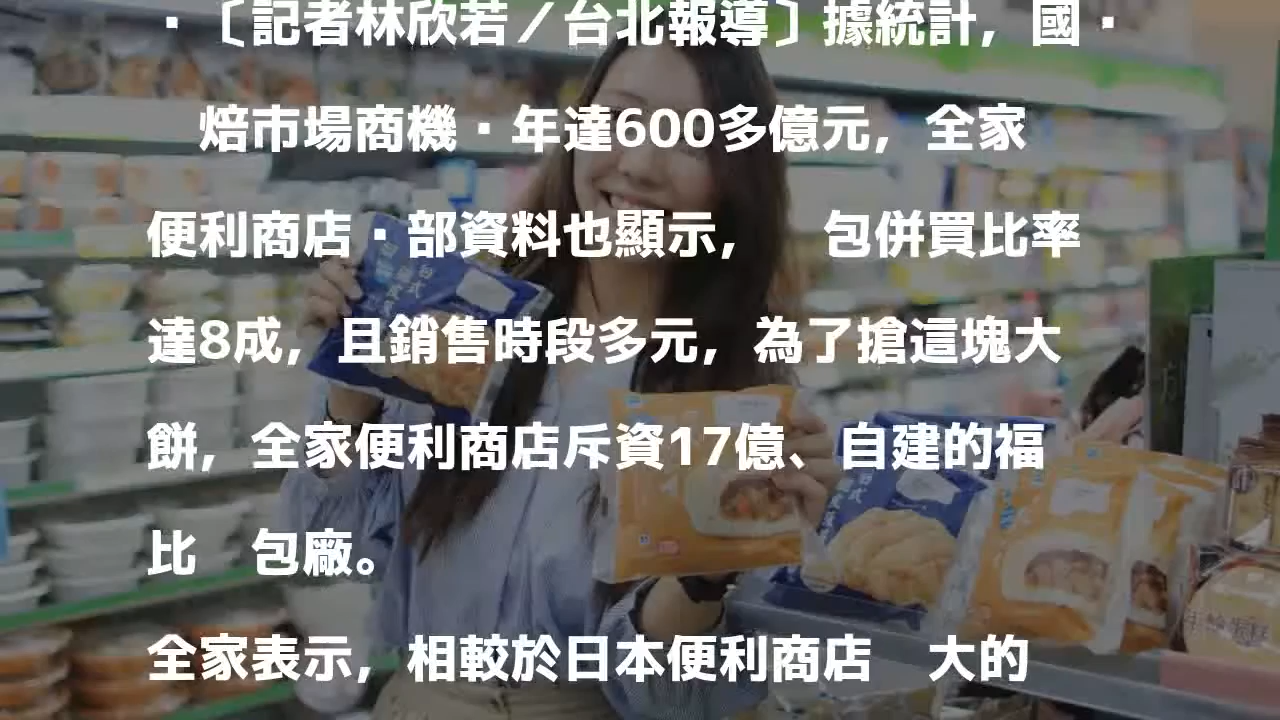 ·〔記者林欣若／台北報導〕據統計，國·
焙市場商機·年達600多億元，全家
便利商店·部資料也顯示，　包併買比率
達8成，且銷售時段多元，為了搶這塊大
餅，全家便利商店斥資17億、自建的福
比　包廠。
全家表示，相較於日本便利商店　大的